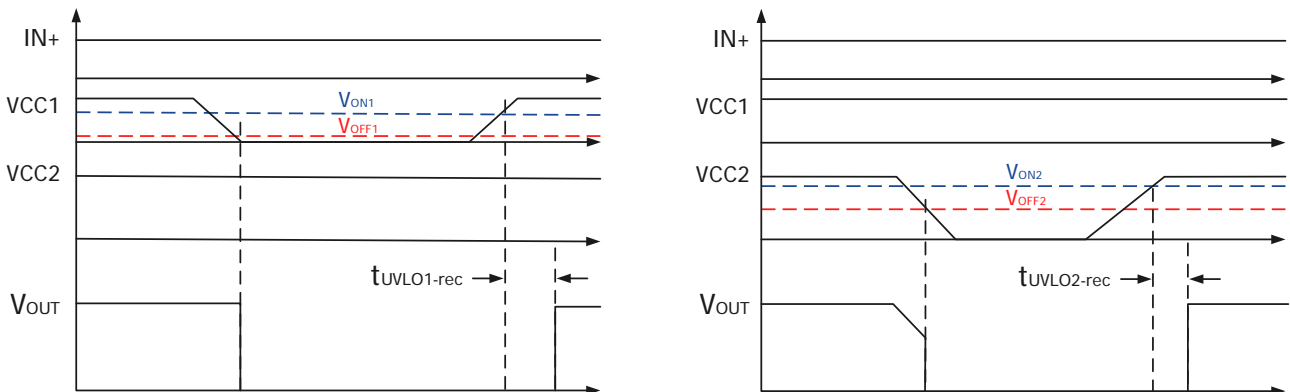 IN+
VCC1
VON1
VOFF1
VCC2
tUVLO1-rec
VOUT
IN+
VCC1
VCC2
VON2
VOFF2
tUVLO2-rec
VOUT